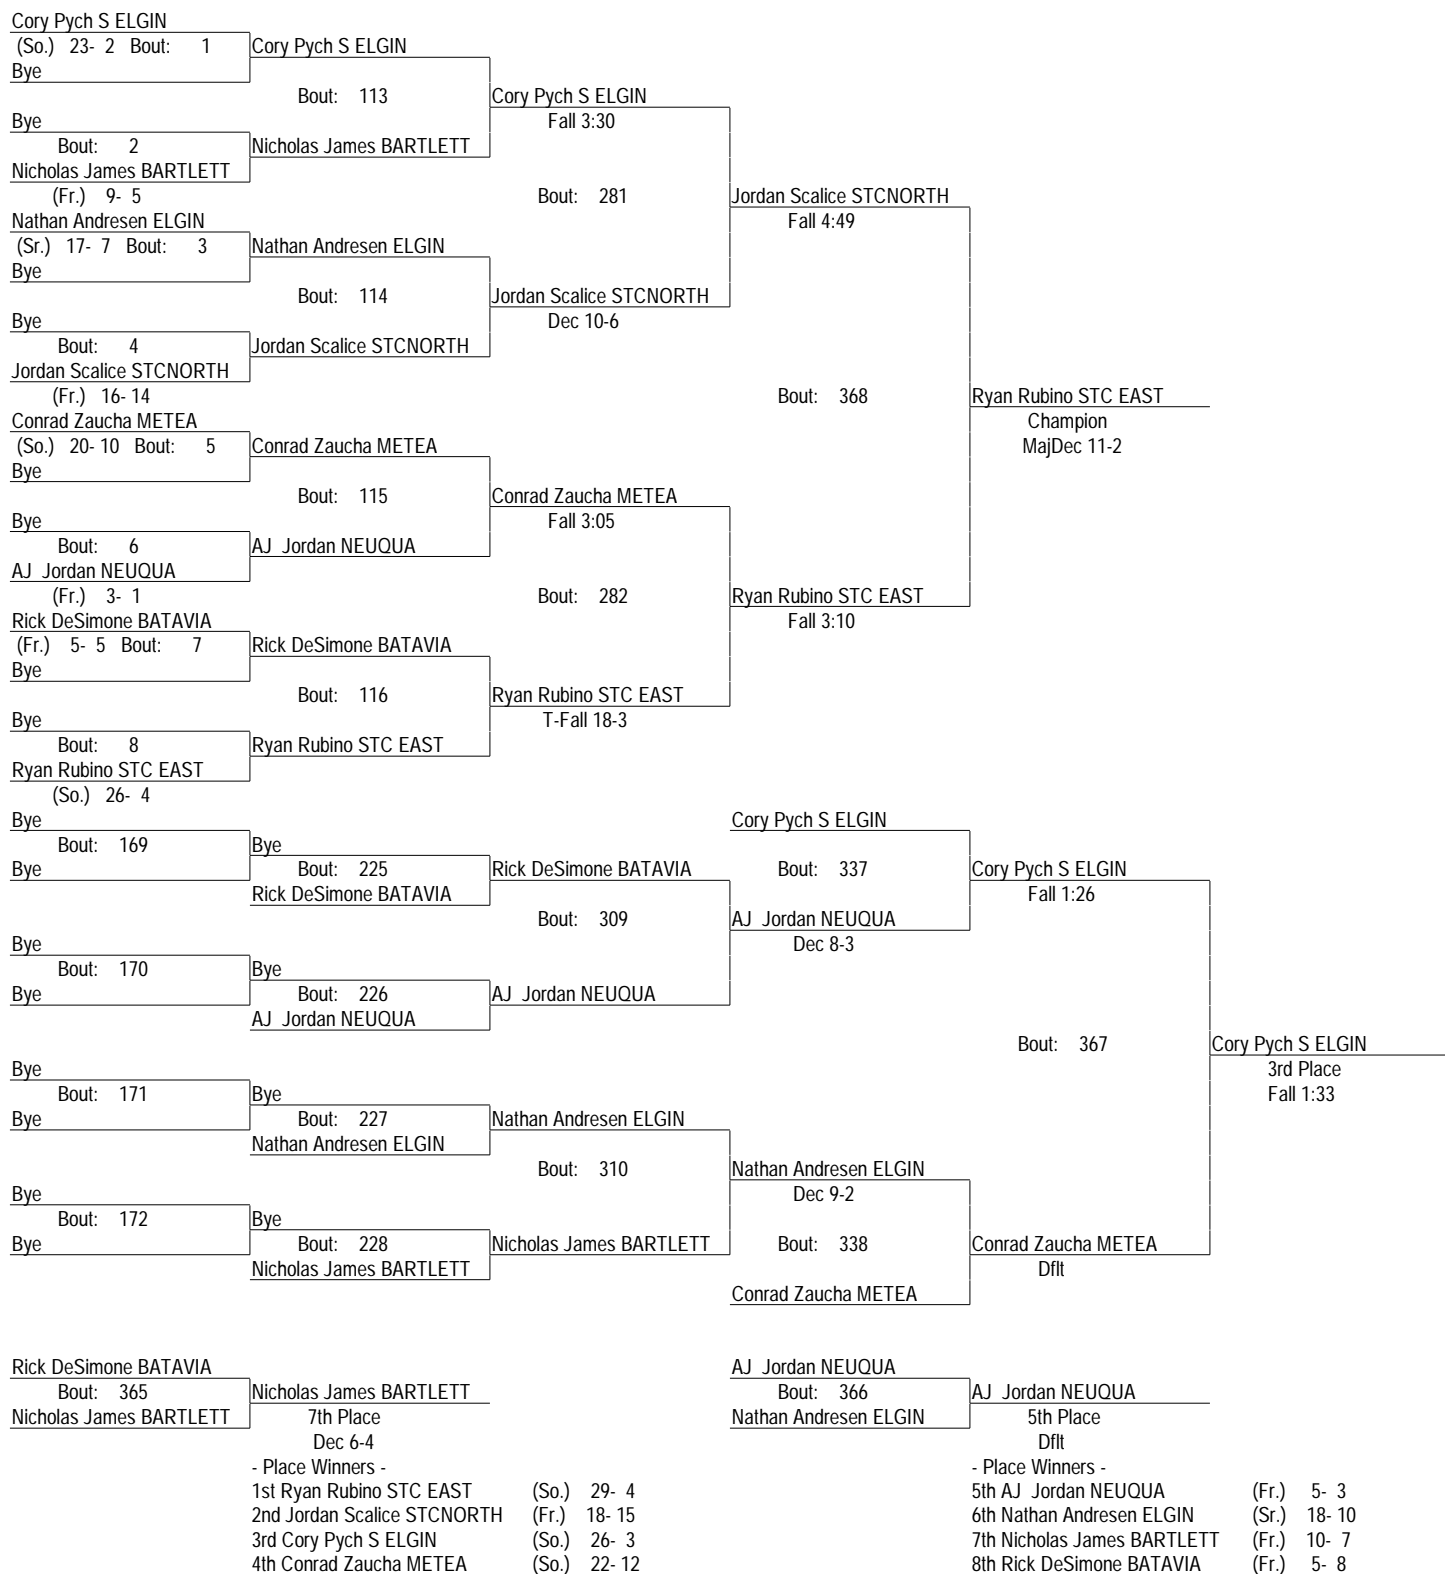 Cory Pych S ELGIN
(So.) 23- 2 Bout: 1 Cory Pych S ELGIN
Bye
Bout: 113 Cory Pych S ELGIN
Bye Fall 3:30
Bout: 2 Nicholas James BARTLETT
Nicholas James BARTLETT
(Fr.) 9- 5 Bout: 281 Jordan Scalice STCNORTH
Nathan Andresen ELGIN Fall 4:49
(Sr.) 17- 7 Bout: 3 Nathan Andresen ELGIN
Bye
Bout: 114 Jordan Scalice STCNORTH
Bye Dec 10-6
Bout: 4 Jordan Scalice STCNORTH
Jordan Scalice STCNORTH
(Fr.) 16- 14 Bout: 368 Ryan Rubino STC EAST
Conrad Zaucha METEA Champion
(So.) 20- 10 Bout: 5 Conrad Zaucha METEA MajDec 11-2
Bye
Bout: 115 Conrad Zaucha METEA
Bye Fall 3:05
Bout: 6 AJ Jordan NEUQUA
AJ Jordan NEUQUA
(Fr.) 3- 1 Bout: 282 Ryan Rubino STC EAST
Rick DeSimone BATAVIA Fall 3:10
(Fr.) 5- 5 Bout: 7 Rick DeSimone BATAVIA
Bye
Bout: 116 Ryan Rubino STC EAST
Bye T-Fall 18-3
Bout: 8 Ryan Rubino STC EAST
Ryan Rubino STC EAST
(So.) 26- 4
Bye Cory Pych S ELGIN
Bout: 169 Bye
Bye Bout: 225 Rick DeSimone BATAVIA Bout: 337 Cory Pych S ELGIN
Rick DeSimone BATAVIA Fall 1:26
Bout: 309 AJ Jordan NEUQUA
Bye Dec 8-3
Bout: 170 Bye
Bye Bout: 226 AJ Jordan NEUQUA
AJ Jordan NEUQUA
Bout: 367 Cory Pych S ELGIN
Bye 3rd Place
Bout: 171 Bye Fall 1:33
Bye Bout: 227 Nathan Andresen ELGIN
Nathan Andresen ELGIN
Bout: 310 Nathan Andresen ELGIN
Bye Dec 9-2
Bout: 172 Bye
Bye Bout: 228 Nicholas James BARTLETT Bout: 338 Conrad Zaucha METEA
Nicholas James BARTLETT Dflt
Conrad Zaucha METEA
Rick DeSimone BATAVIA AJ Jordan NEUQUA
Bout: 365 Nicholas James BARTLETT Bout: 366 AJ Jordan NEUQUA
Nicholas James BARTLETT 7th Place Nathan Andresen ELGIN 5th Place
Dec 6-4 Dflt
- Place Winners - - Place Winners -
1st Ryan Rubino STC EAST (So.) 29- 4 5th AJ Jordan NEUQUA (Fr.) 5- 3
2nd Jordan Scalice STCNORTH (Fr.) 18- 15 6th Nathan Andresen ELGIN (Sr.) 18- 10
3rd Cory Pych S ELGIN (So.) 26- 3 7th Nicholas James BARTLETT (Fr.) 10- 7
4th Conrad Zaucha METEA (So.) 22- 12 8th Rick DeSimone BATAVIA (Fr.) 5- 8